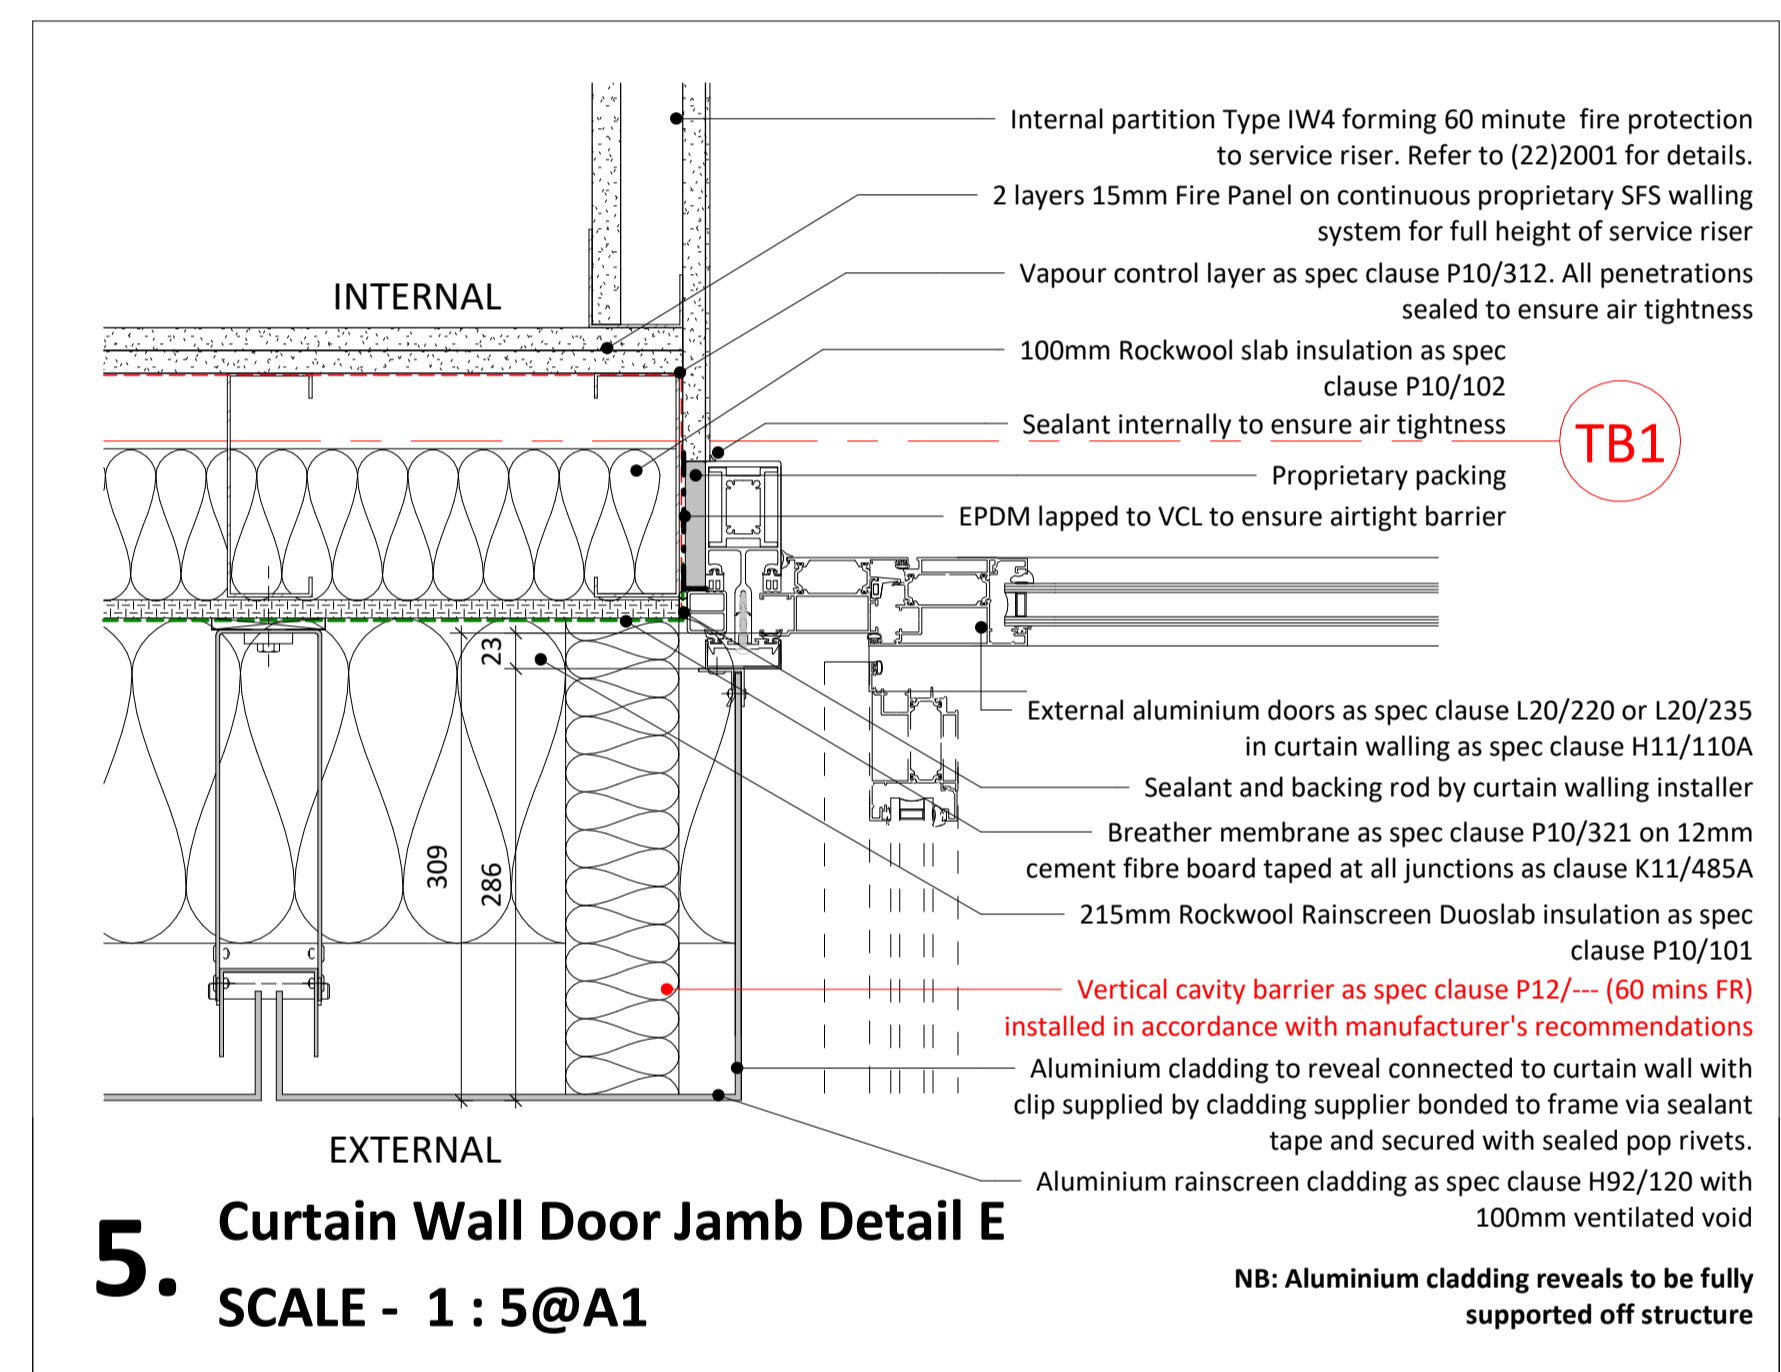 Internal partition Type IW4 forming 60 minute fire protection
to service riser. Refer to (22)2001 for details.
2 layers 15mm Fire Panel on continuous proprietary SFS walling
system for full height of service riser
INTERNAL
Vapour control layer as spec clause P10/312. All penetrations
sealed to ensure air tightness
100mm Rockwool slab insulation as spec
clause P10/102
Sealant internally to ensure air tightness
TB1
Proprietary packing
EPDM lapped to VCL to ensure airtight barrier
23
309
286
External aluminium doors as spec clause L20/220 or L20/235
in curtain walling as spec clause H11/110A
Sealant and backing rod by curtain walling installer
Breather membrane as spec clause P10/321 on 12mm
cement fibre board taped at all junctions as clause K11/485A
215mm Rockwool Rainscreen Duoslab insulation as spec
clause P10/101
Vertical cavity barrier as spec clause P12/--- (60 mins FR)
installed in accordance with manufacturer's recommendations
Aluminium cladding to reveal connected to curtain wall with
clip supplied by cladding supplier bonded to frame via sealant
tape and secured with sealed pop rivets.
EXTERNAL
Aluminium rainscreen cladding as spec clause H92/120 with
100mm ventilated void
5.
Curtain Wall Door Jamb Detail E
SCALE - 1 : 5@A1
NB: Aluminium cladding reveals to be fully
supported off structure